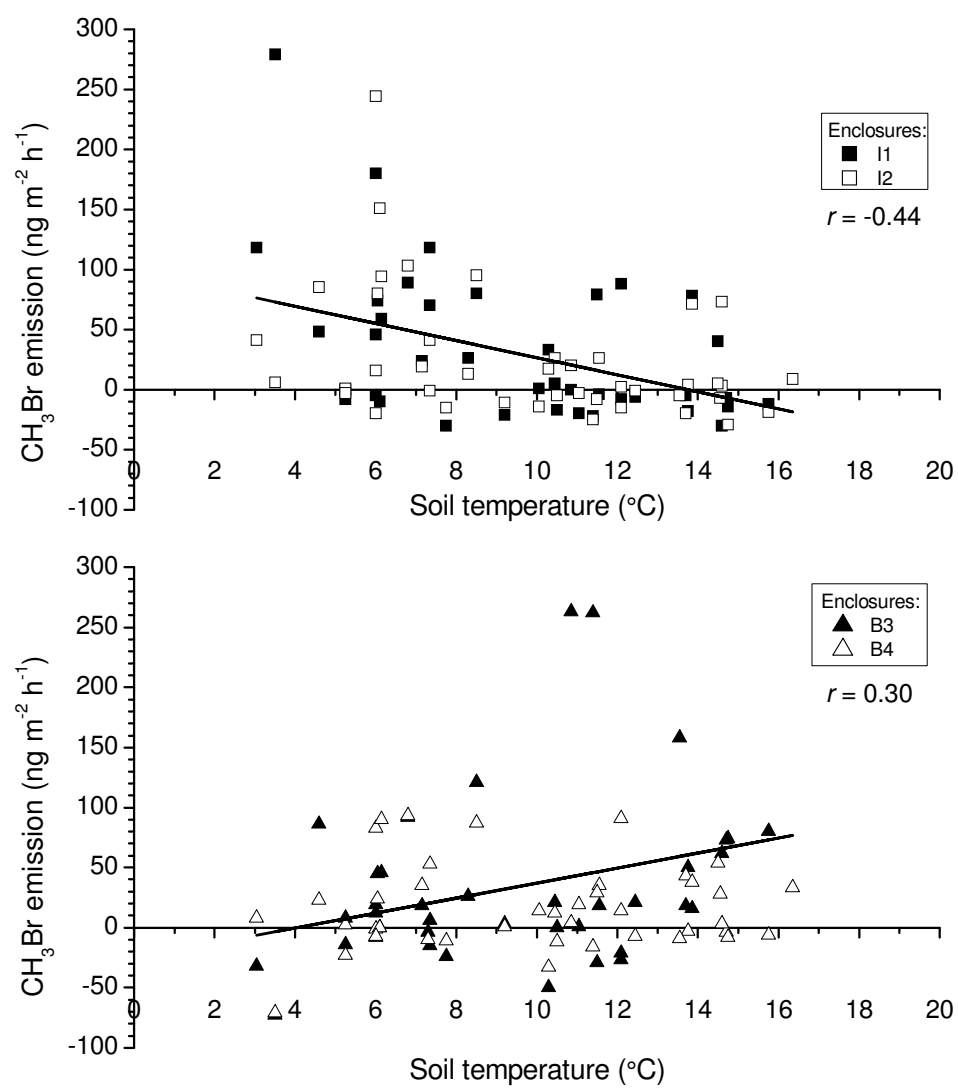 300
250
200
150
100
50
0
-50
-100
CH₃Br emission (ng m⁻² h⁻¹)
Enclosures:
I1
I2
r = -0.44
0 2 4 6 8 10 12 14 16 18 20
Soil temperature (°C)
300
250
200
150
100
50
0
-50
-100
CH₃Br emission (ng m⁻² h⁻¹)
Enclosures:
B3
B4
r = 0.30
0 2 4 6 8 10 12 14 16 18 20
Soil temperature (°C)